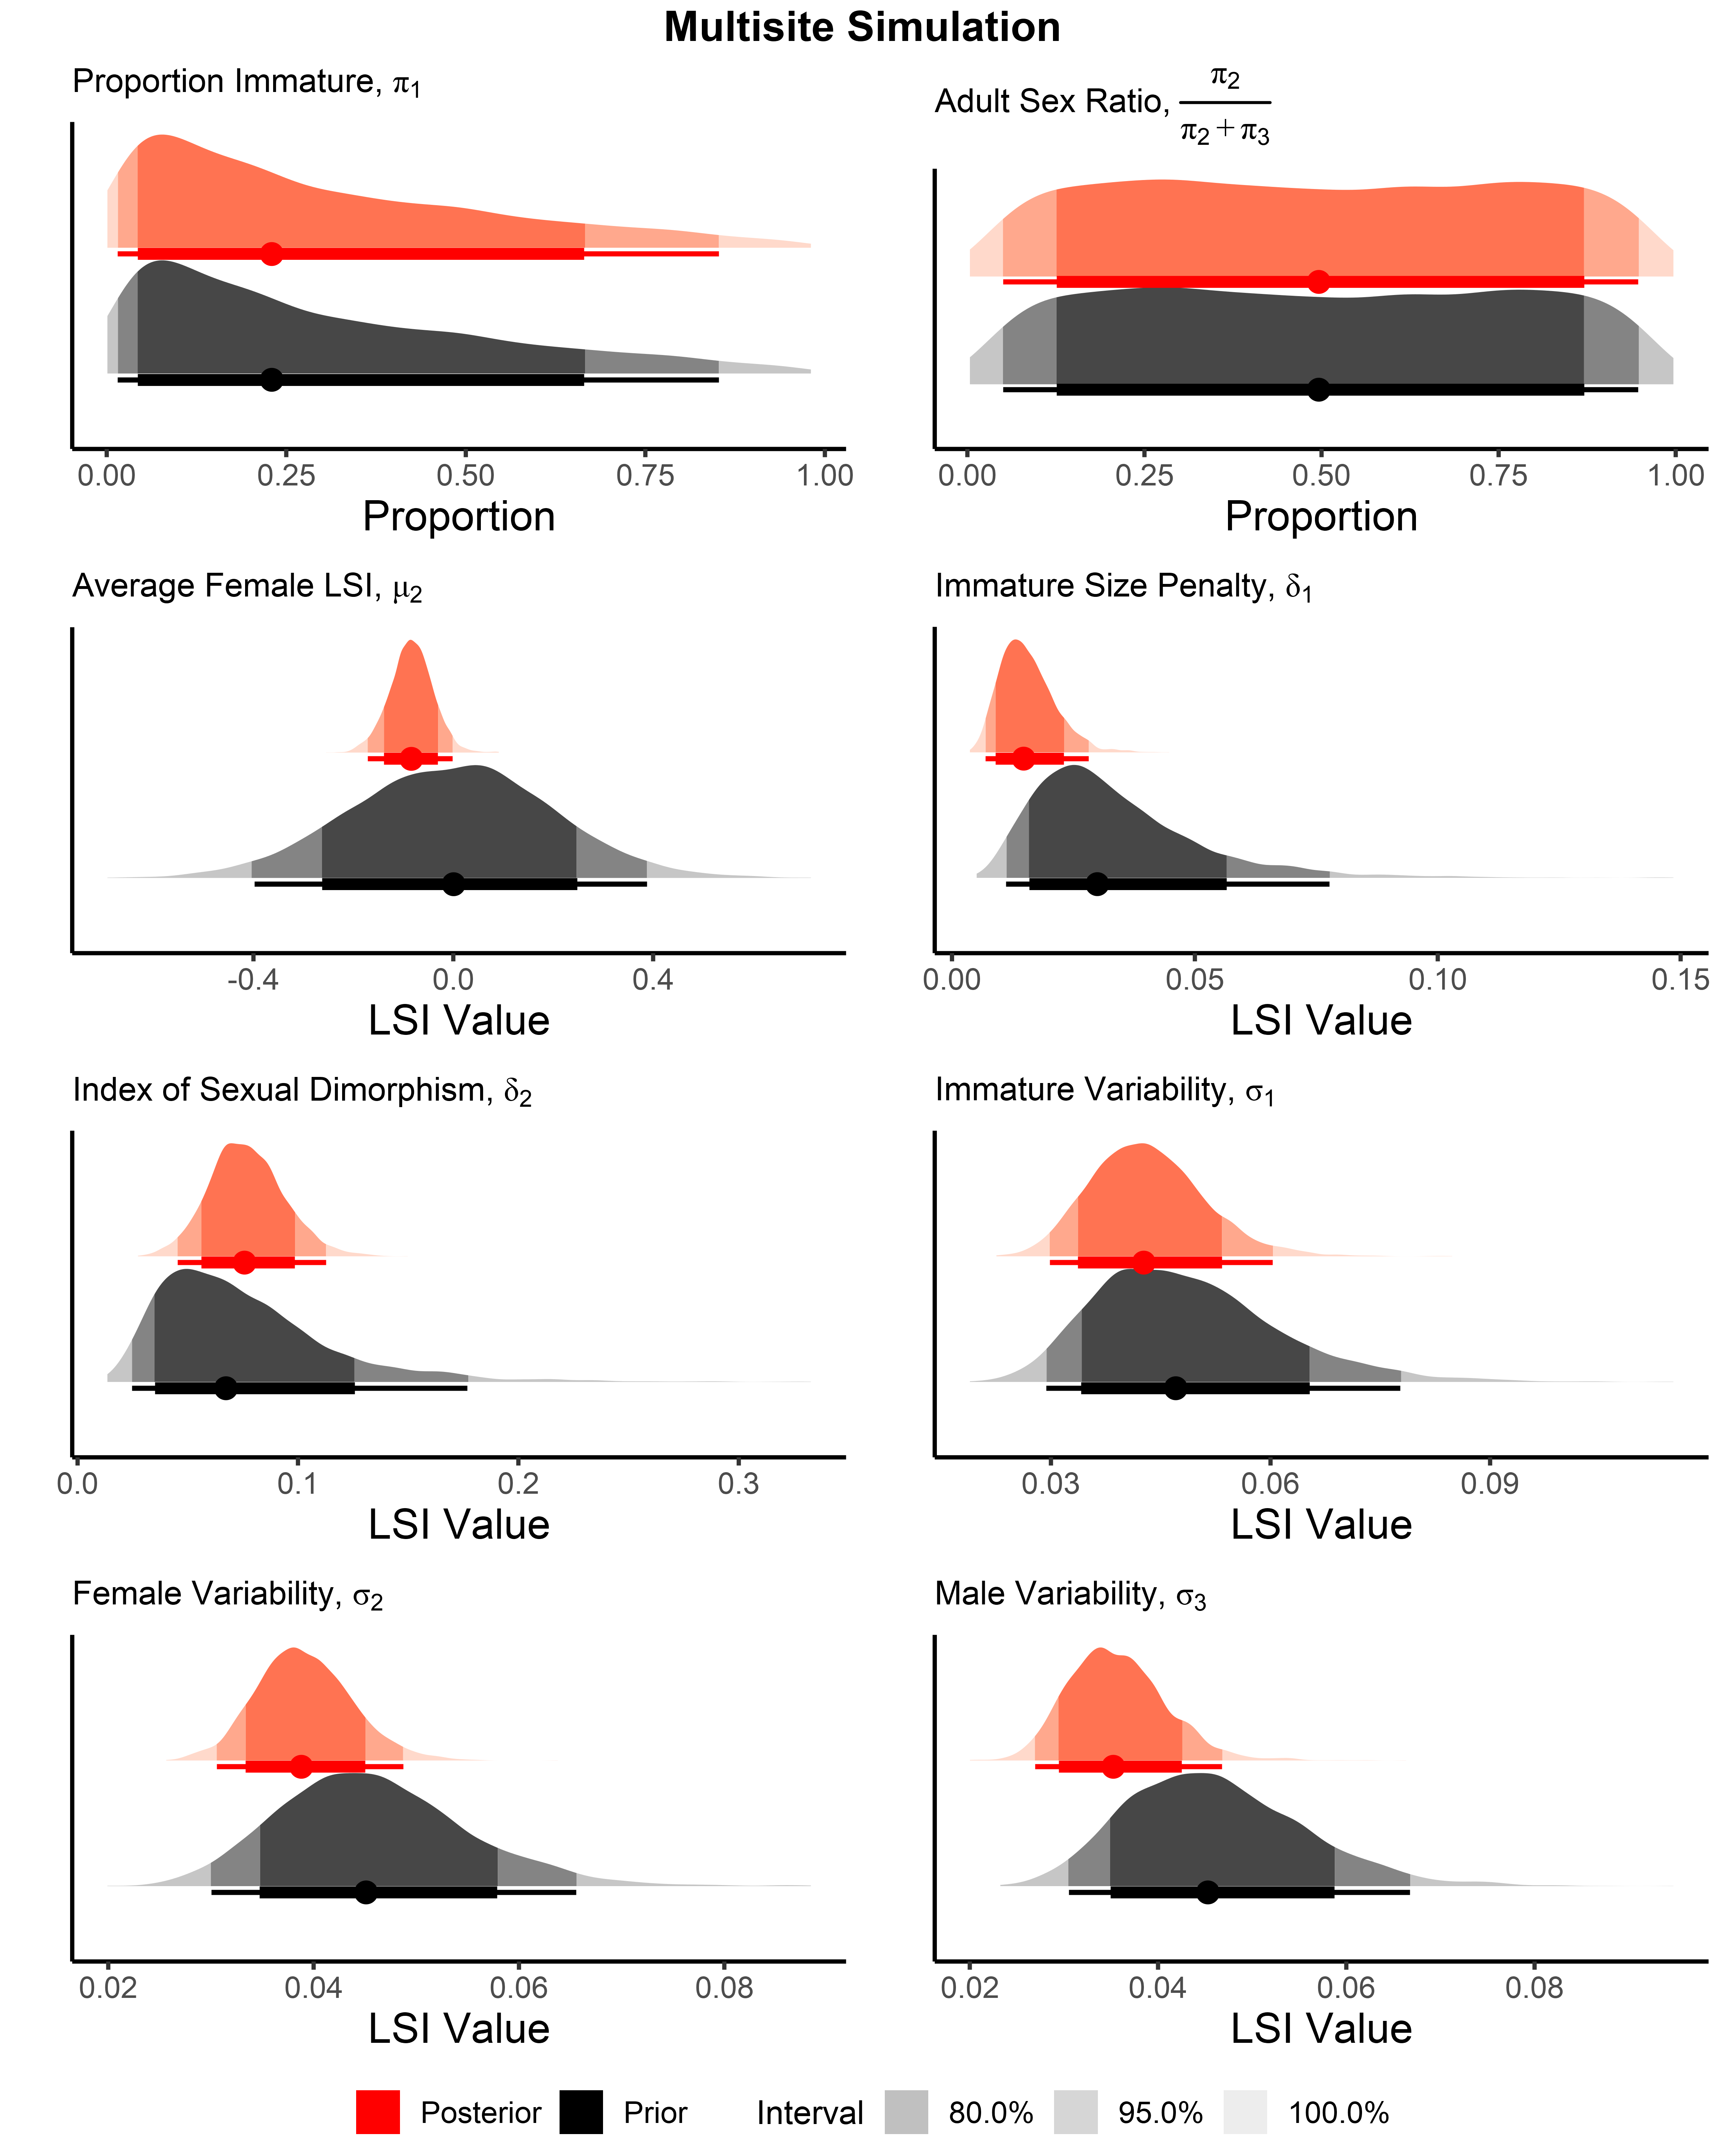 Multisite Simulation
Proportion Immature, π1
Adult Sex Ratio, π2 / π2 + π3
0.00 0.25 0.50 0.75 1.00
Proportion
0.00 0.25 0.50 0.75 1.00
Proportion
Average Female LSI, μ2
Immature Size Penalty, δ1
-0.4 0.0 0.4
LSI Value
0.00 0.05 0.10 0.15
LSI Value
Index of Sexual Dimorphism, δ2
Immature Variability, σ1
0.0 0.1 0.2 0.3
LSI Value
0.03 0.06 0.09
LSI Value
Female Variability, σ2
Male Variability, σ3
0.02 0.04 0.06 0.08
LSI Value
0.02 0.04 0.06 0.08
LSI Value
Posterior Prior Interval 80.0% 95.0% 100.0%